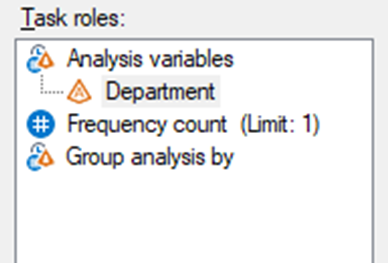 Task roles:
Analysis variables
Department
Frequency count (Limit: 1)
Group analysis by